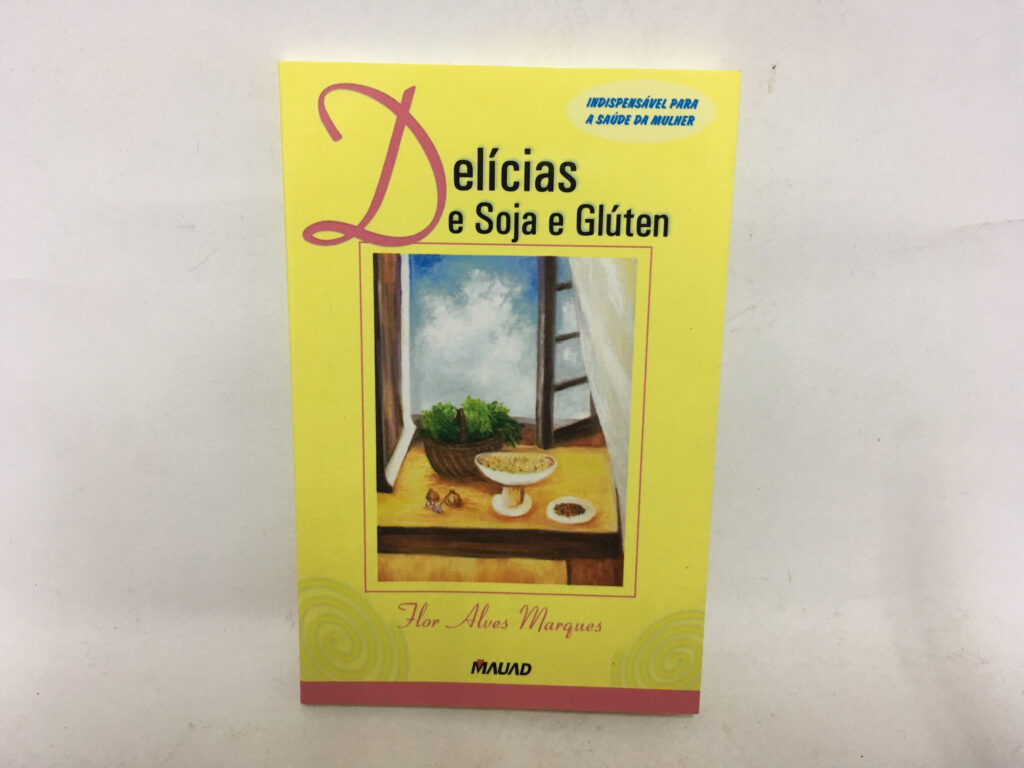 INDISPENSÁVEL PARA
A SAÚDE DA MULHER
Delícias
De Soja e Glúten
Flor Alves Marques
MAUAD